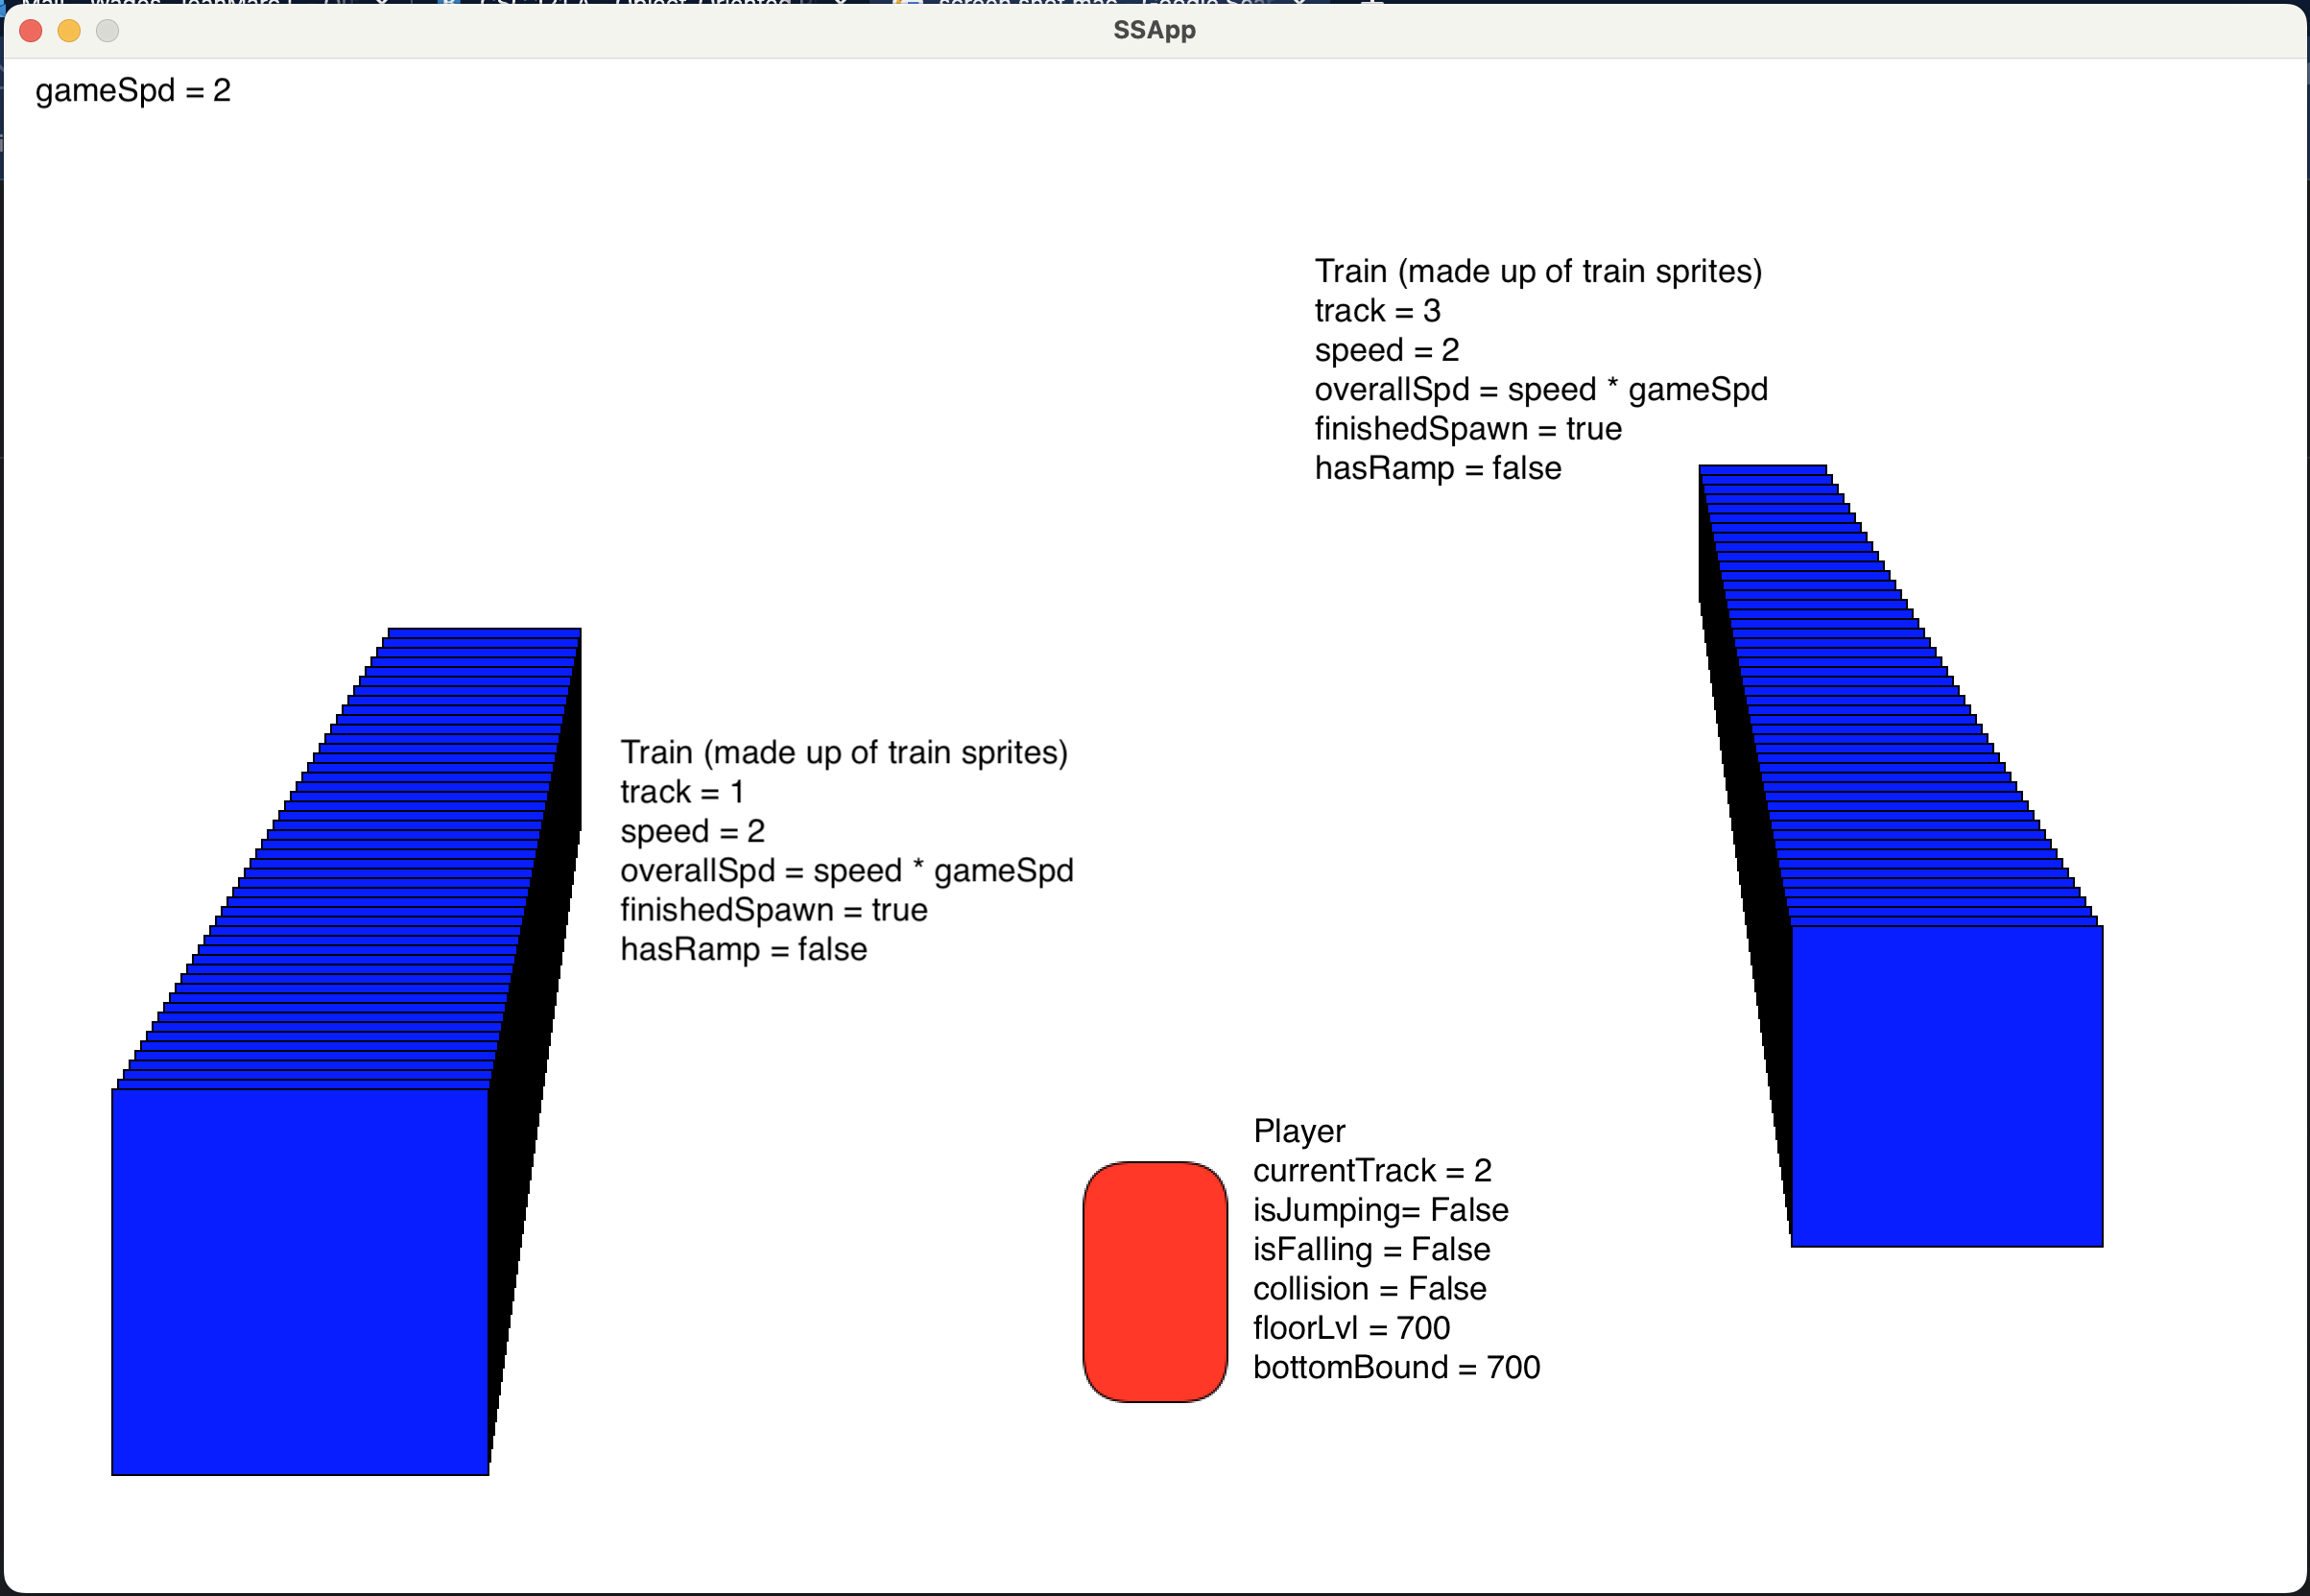 SSApp
gameSpd = 2
Train (made up of train sprites)
track = 3
speed = 2
overallSpd = speed * gameSpd
finishedSpawn = true
hasRamp = false
Train (made up of train sprites)
track = 1
speed = 2
overallSpd = speed * gameSpd
finishedSpawn = true
hasRamp = false
Player
currentTrack = 2
isJumping= False
isFalling = False
collision = False
floorLvl = 700
bottomBound = 700